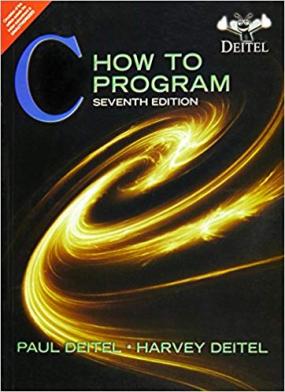 DEITEL
C HOW TO
PROGRAM
SEVENTH EDITION
PAUL DEITEL • HARVEY DEITEL